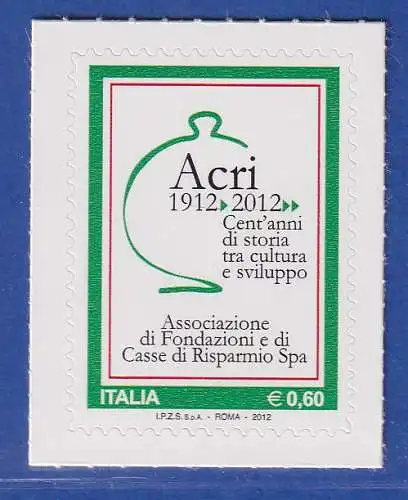 Acri
1912▸2012▸▸
Cent'anni
di storia
tra cultura
e sviluppo
Associazione
di Fondazioni e di
Casse di Risparmio Spa
ITALIA € 0,60
I.P.Z.S. S.p.A. - ROMA - 2012